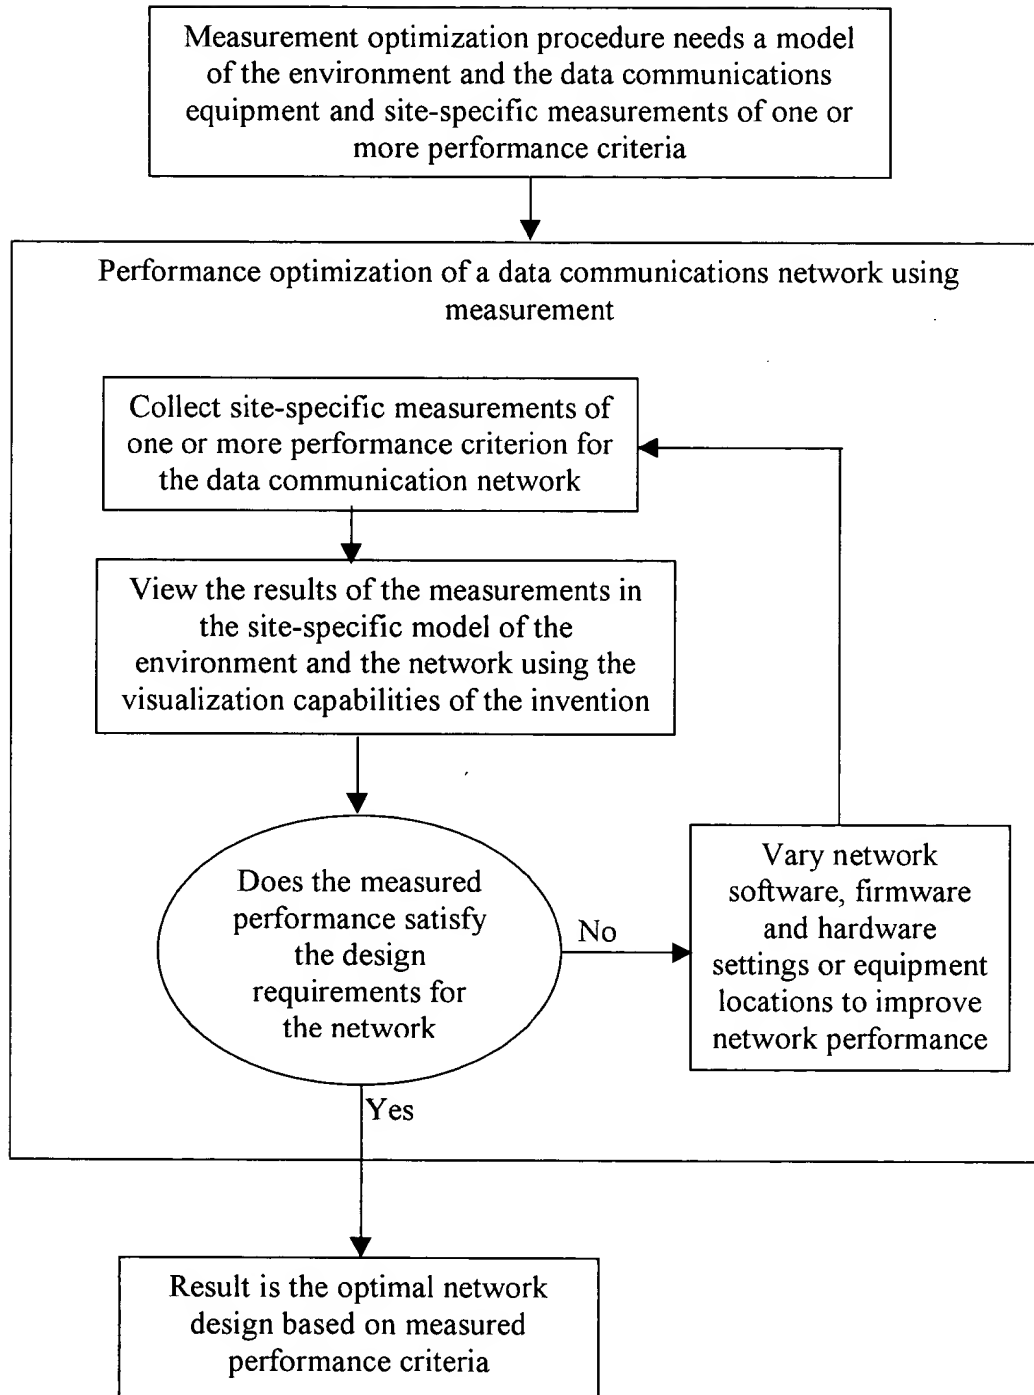 Measurement optimization procedure needs a model
of the environment and the data communications
equipment and site-specific measurements of one or
more performance criteria
Performance optimization of a data communications network using
measurement
Collect site-specific measurements of
one or more performance criterion for
the data communication network
View the results of the measurements in
the site-specific model of the
environment and the network using the
visualization capabilities of the invention
Does the measured
performance satisfy
the design
requirements for
the network
No
Vary network
software, firmware
and hardware
settings or equipment
locations to improve
network performance
Yes
Result is the optimal network
design based on measured
performance criteria